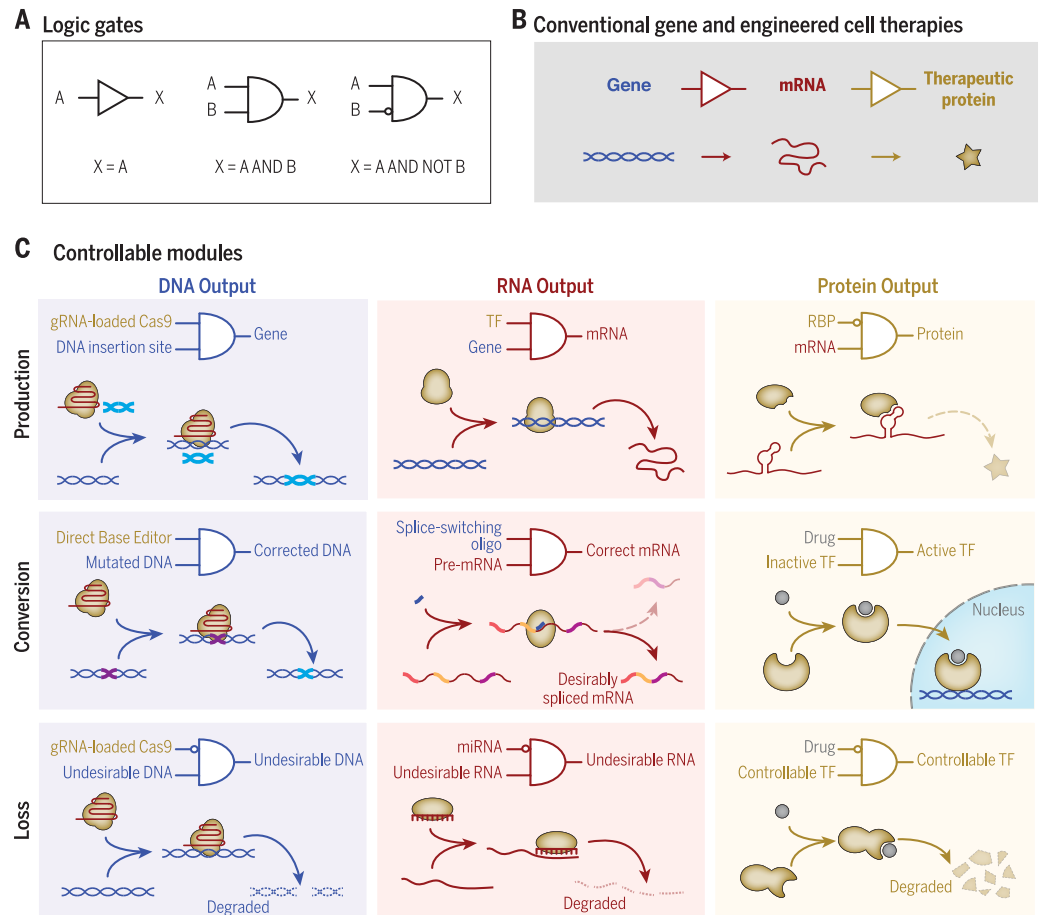 A Logic gates
A
X
X = A
A
B
X
X = A AND B
A
B
X
X = A AND NOT B
B Conventional gene and engineered cell therapies
Gene
mRNA
Therapeutic
protein
C Controllable modules
DNA Output
RNA Output
Protein Output
Production
gRNA-loaded Cas9
DNA insertion site
Gene
TF
Gene
mRNA
RBP
mRNA
Protein
Conversion
Direct Base Editor
Mutated DNA
Corrected DNA
Splice-switching
oligo
Pre-mRNA
Correct mRNA
Desirably
spliced mRNA
Drug
Inactive TF
Active TF
Nucleus
Loss
gRNA-loaded Cas9
Undesirable DNA
Undesirable DNA
Degraded
miRNA
Undesirable RNA
Undesirable RNA
Degraded
Drug
Controllable TF
Controllable TF
Degraded